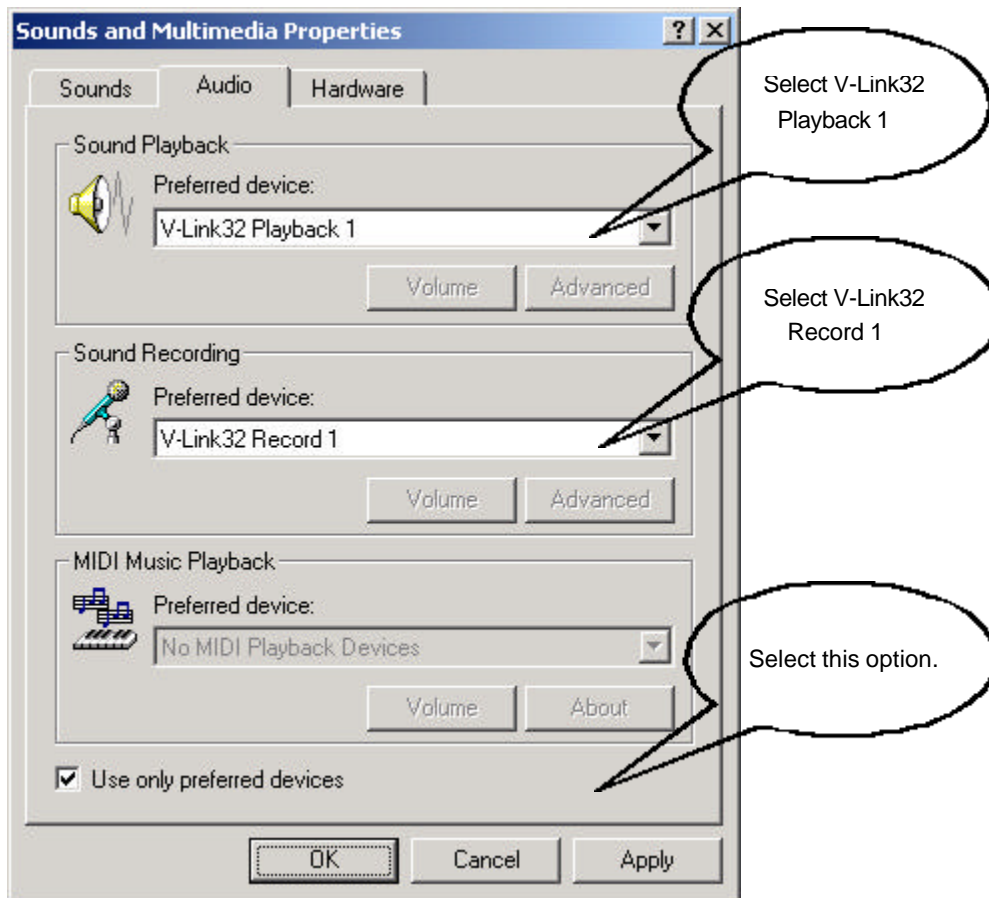 Sounds and Multimedia Properties
? ×
Sounds Audio Hardware
Select V-Link32
Playback 1
Sound Playback
Preferred device:
V-Link32 Playback 1
Volume Advanced
Select V-Link32
Record 1
Sound Recording
Preferred device:
V-Link32 Record 1
Volume Advanced
MIDI Music Playback
Preferred device:
No MIDI Playback Devices
Select this option.
Volume About
Use only preferred devices
OK Cancel Apply